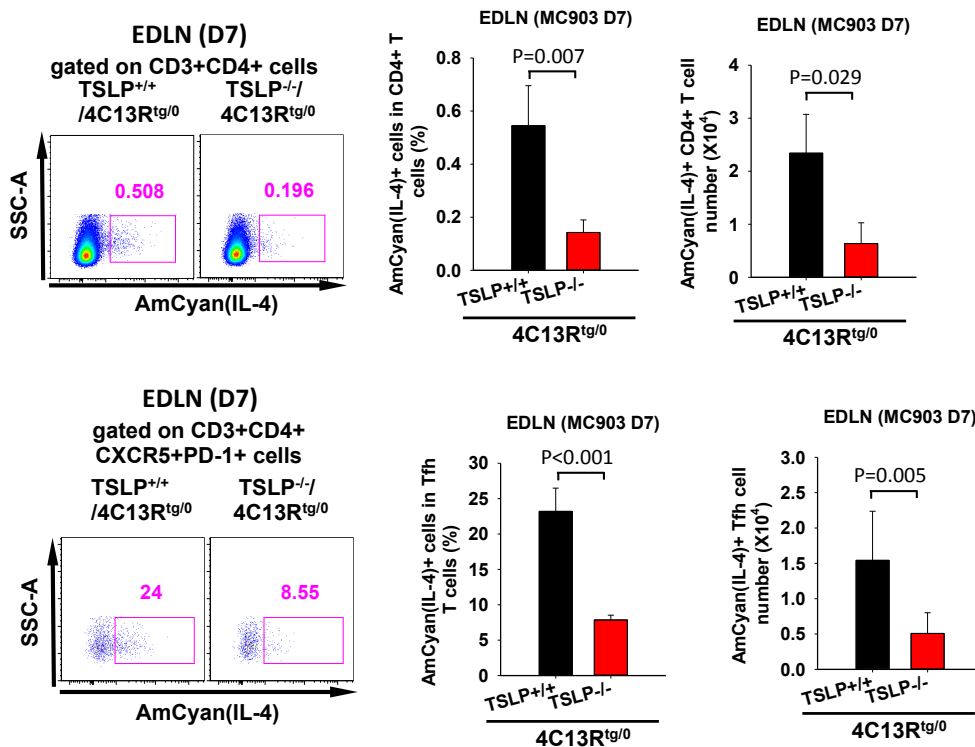 EDLN (D7)
gated on CD3+CD4+ cells
TSLP+/+
/4C13Rtg/0
TSLP-/-/
4C13Rtg/0
SSC-A
0.508
0.196
AmCyan(IL-4)
EDLN (MC903 D7)
P=0.007
AmCyan(IL-4)+ cells in CD4+ T
cells (%)
0.8
0.6
0.4
0.2
0.0
TSLP+/+
TSLP-/-
4C13Rtg/0
EDLN (MC903 D7)
P=0.029
AmCyan(IL-4)+ CD4+ T cell
number (X10⁴)
4
3
2
1
0
TSLP+/+
TSLP-/-
4C13Rtg/0
EDLN (D7)
gated on CD3+CD4+
CXCR5+PD-1+ cells
TSLP+/+
/4C13Rtg/0
TSLP-/-/
4C13Rtg/0
SSC-A
24
8.55
AmCyan(IL-4)
EDLN (MC903 D7)
P<0.001
AmCyan(IL-4)+ cells in Tfh
T cells (%)
30
25
20
15
10
5
0
TSLP+/+
TSLP-/-
4C13Rtg/0
EDLN (MC903 D7)
P=0.005
AmCyan(IL-4)+ Tfh cell
number (X10⁴)
3.0
2.5
2.0
1.5
1.0
0.5
0.0
TSLP+/+
TSLP-/-
4C13Rtg/0